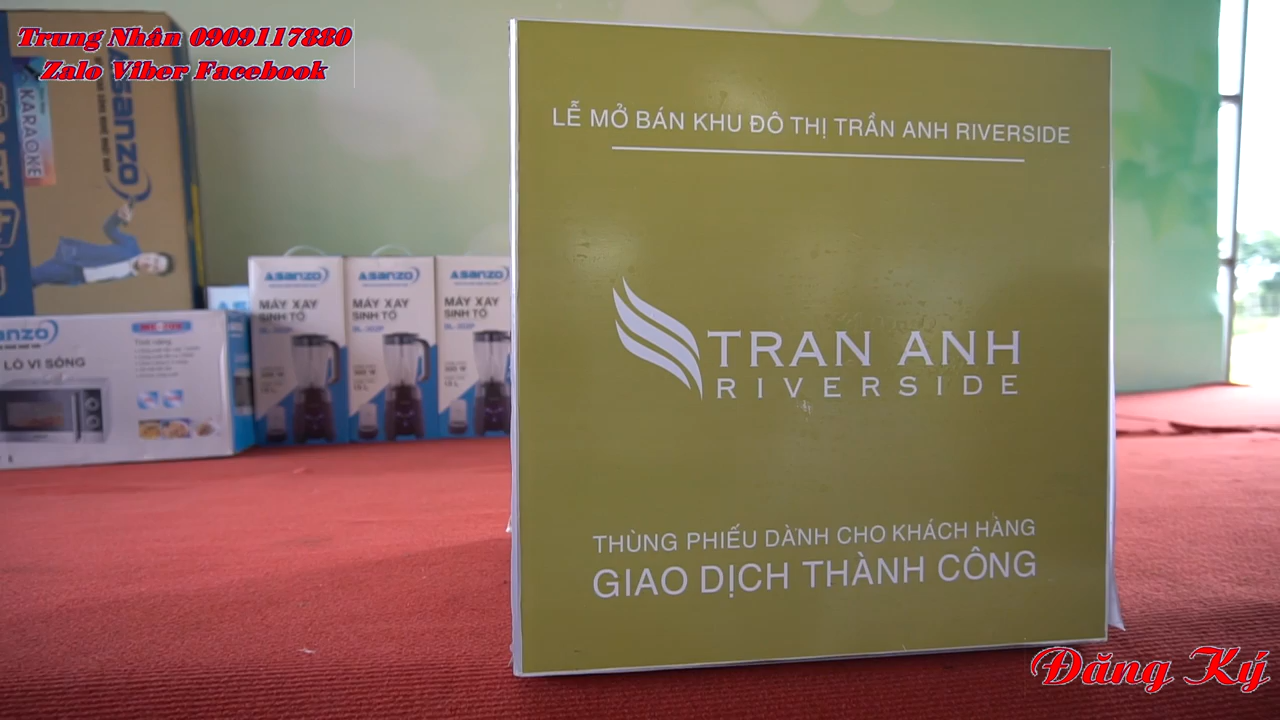 Trung Nhân 0909117880
Zalo Viber Facebook
Asanzo
KARAOKE
LỄ MỞ BÁN KHU ĐÔ THỊ TRẦN ANH RIVERSIDE
TRAN ANH
RIVERSIDE
THÙNG PHIẾU DÀNH CHO KHÁCH HÀNG
GIAO DỊCH THÀNH CÔNG
Asanzo
MÁY XAY
SINH TỐ
Asanzo
MÁY XAY
SINH TỐ
Asanzo
MÁY XAY
SINH TỐ
LÒ VI SÓNG
Đăng Ký